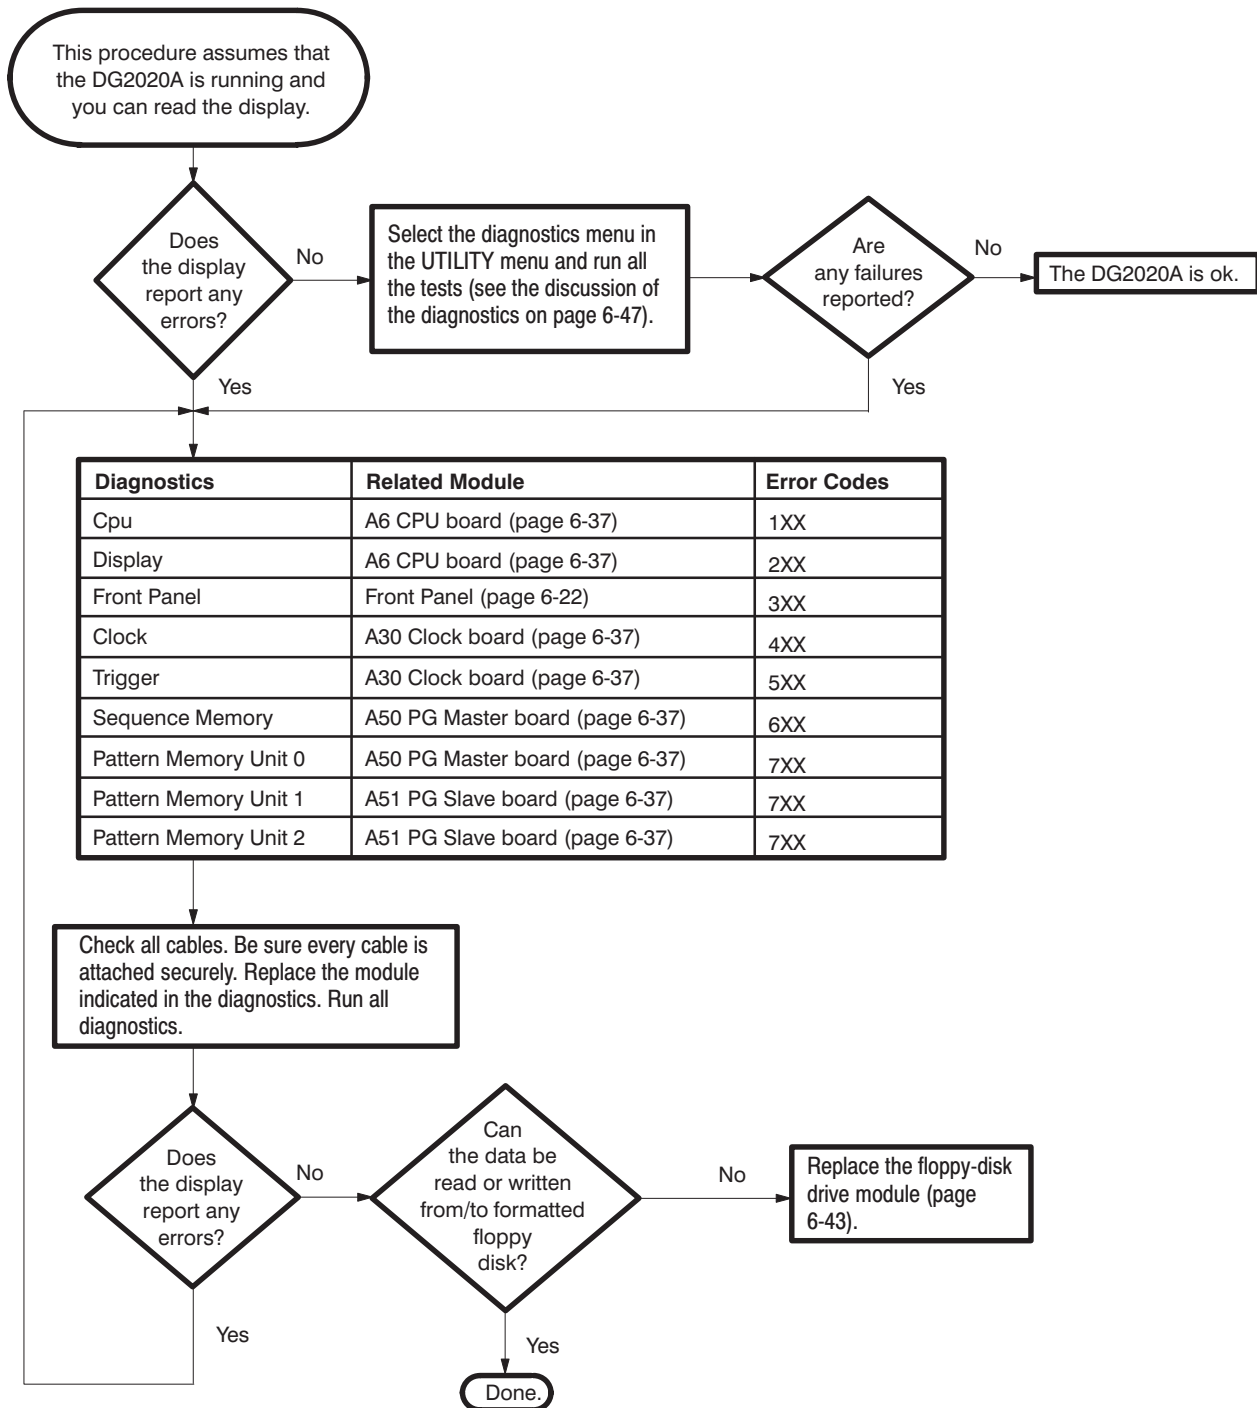 This procedure assumes that
the DG2020A is running and
you can read the display.
Does
the display
report any
errors?
No
Select the diagnostics menu in
the UTILITY menu and run all
the tests (see the discussion of
the diagnostics on page 6-47).
Are
any failures
reported?
No
The DG2020A is ok.
Yes
Yes
Diagnostics Related Module Error Codes
Cpu A6 CPU board (page 6-37) 1XX
Display A6 CPU board (page 6-37) 2XX
Front Panel Front Panel (page 6-22) 3XX
Clock A30 Clock board (page 6-37) 4XX
Trigger A30 Clock board (page 6-37) 5XX
Sequence Memory A50 PG Master board (page 6-37) 6XX
Pattern Memory Unit 0 A50 PG Master board (page 6-37) 7XX
Pattern Memory Unit 1 A51 PG Slave board (page 6-37) 7XX
Pattern Memory Unit 2 A51 PG Slave board (page 6-37) 7XX
Check all cables. Be sure every cable is
attached securely. Replace the module
indicated in the diagnostics. Run all
diagnostics.
Does
the display
report any
errors?
No
Can
the data be
read or written
from/to formatted
floppy
disk?
No
Replace the floppy-disk
drive module (page
6-43).
Yes
Yes
Done.